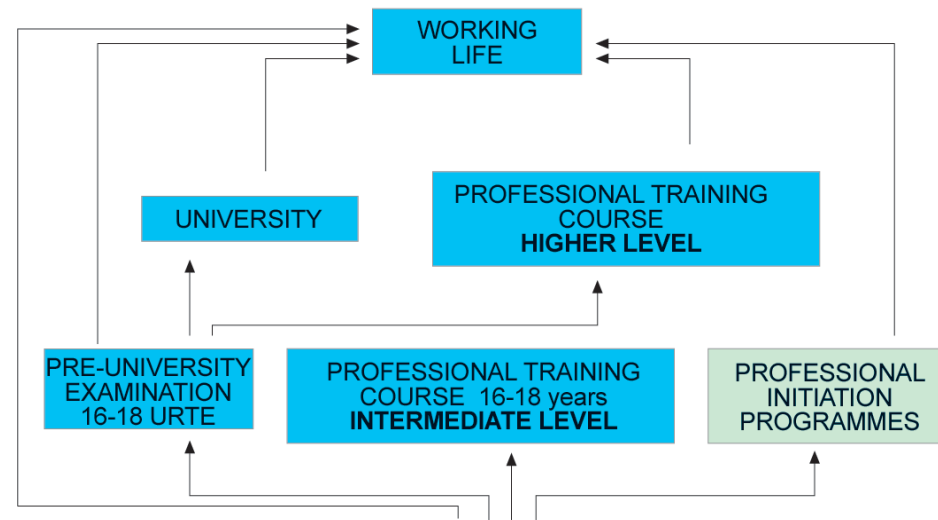 WORKING
LIFE
UNIVERSITY
PROFESSIONAL TRAINING
COURSE
HIGHER LEVEL
PRE-UNIVERSITY
EXAMINATION
16-18 URTE
PROFESSIONAL TRAINING
COURSE 16-18 years
INTERMEDIATE LEVEL
PROFESSIONAL
INITIATION
PROGRAMMES